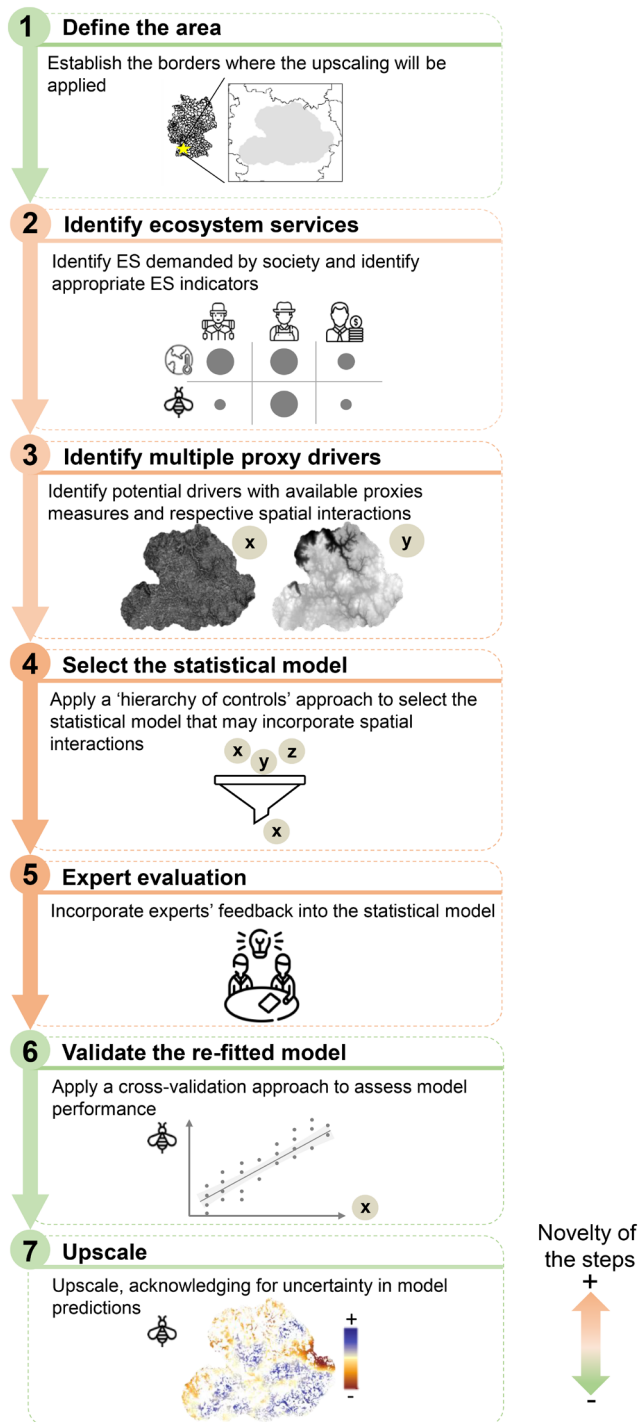 1 Define the area
Establish the borders where the upscaling will be
applied
2 Identify ecosystem services
Identify ES demanded by society and identify
appropriate ES indicators
$
3 Identify multiple proxy drivers
Identify potential drivers with available proxies
measures and respective spatial interactions
x y
4 Select the statistical model
Apply a ‘hierarchy of controls’ approach to select the
statistical model that may incorporate spatial
interactions
x y z
x
5 Expert evaluation
Incorporate experts’ feedback into the statistical model
6 Validate the re-fitted model
Apply a cross-validation approach to assess model
performance
x
7 Upscale
Upscale, acknowledging for uncertainty in model
predictions
+
-
Novelty of
the steps
+
-